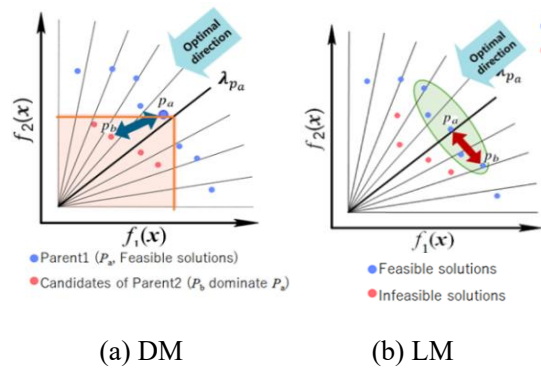 Optimal
direction
λpa
pa
pb
f2(x)
f1(x)
Parent1 (Pa, Feasible solutions)
Candidates of Parent2 (Pb dominate Pa)
(a) DM
Optimal
direction
pa
pa
pb
f2(x)
f1(x)
Feasible solutions
Infeasible solutions
(b) LM